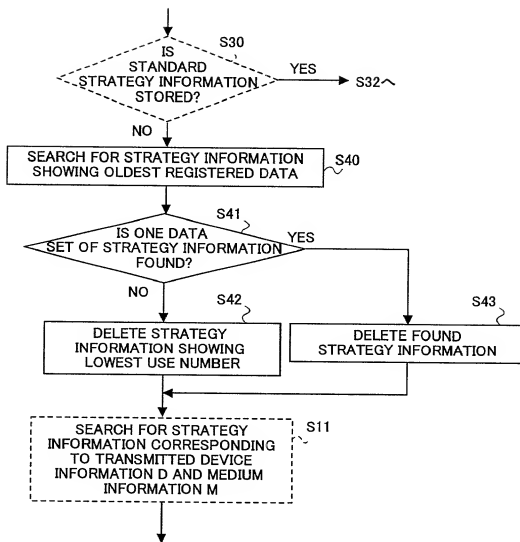 S30
IS
STANDARD
STRATEGY INFORMATION
STORED?
YES
S32~
NO
SEARCH FOR STRATEGY INFORMATION
SHOWING OLDEST REGISTERED DATA
S40
S41
IS ONE DATA
SET OF STRATEGY INFORMATION
FOUND?
YES
NO
S42
DELETE STRATEGY
INFORMATION SHOWING
LOWEST USE NUMBER
S43
DELETE FOUND
STRATEGY INFORMATION
S11
SEARCH FOR STRATEGY
INFORMATION CORRESPONDING
TO TRANSMITTED DEVICE
INFORMATION D AND MEDIUM
INFORMATION M